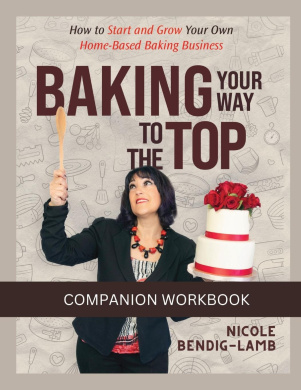 How to Start and Grow Your Own
Home-Based Baking Business
BAKING YOUR WAY
TO THE TOP
COMPANION WORKBOOK
NICOLE
BENDIG-LAMB